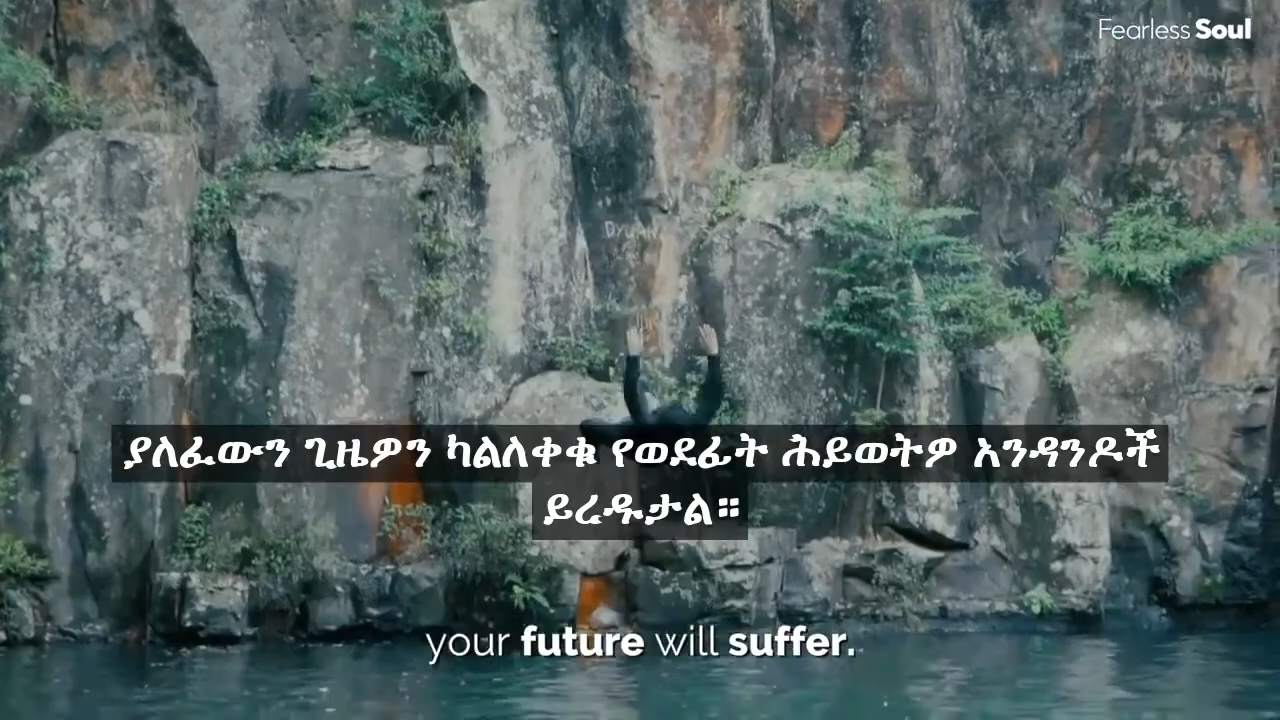 Fearless Soul
ያለፈውን ጊዜዎን ካልለቀቁ የወደፊት ሕይወትዎ አንዳንዶች
ይረዱታል።
your future will suffer.